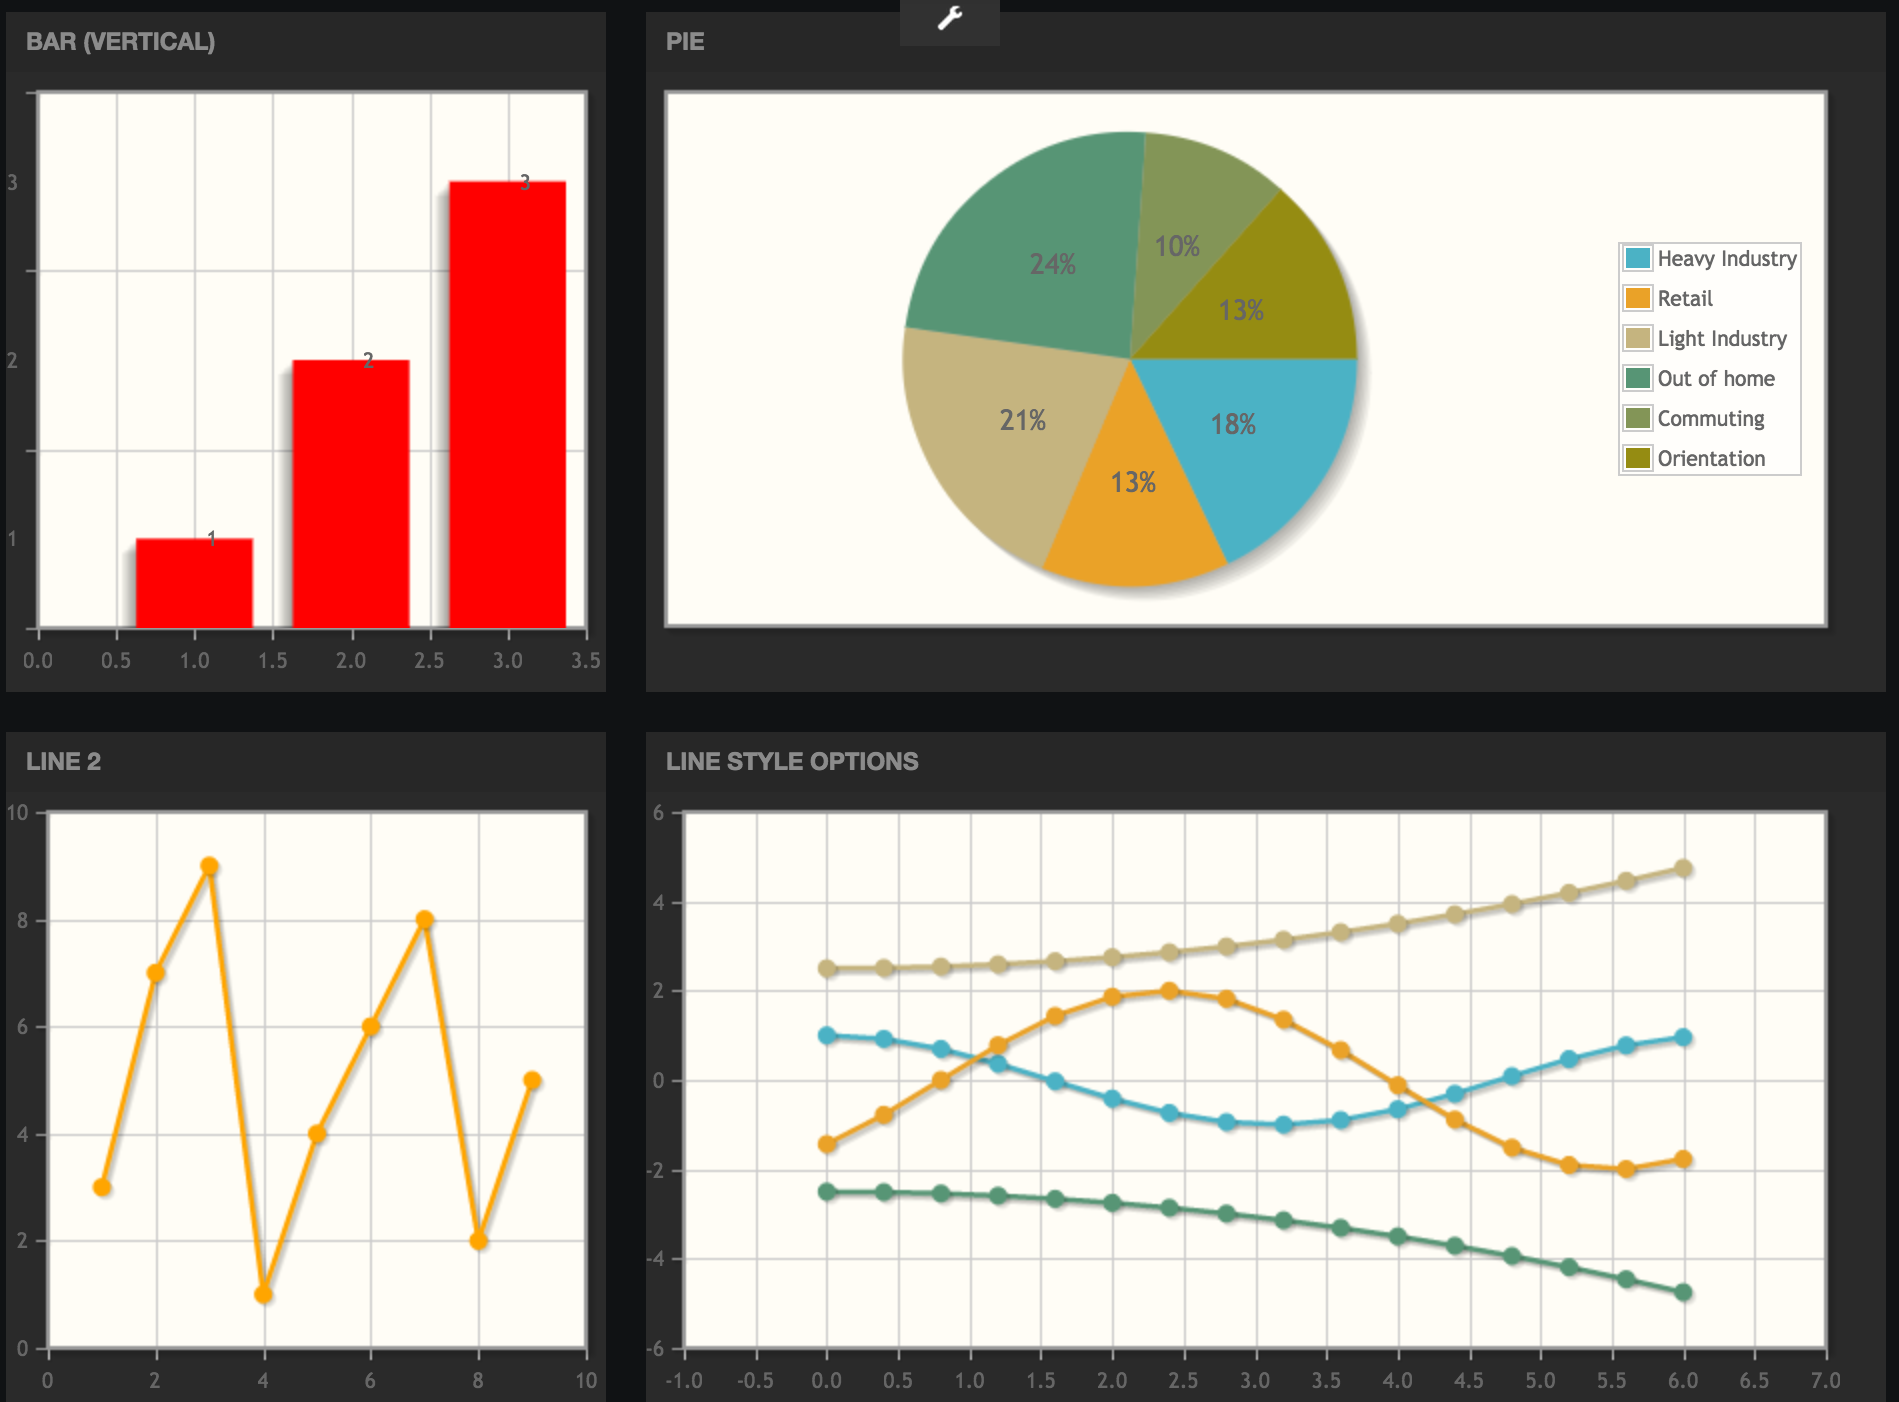 BAR (VERTICAL)
3
2
1
3
2
1
0.0 0.5 1.0 1.5 2.0 2.5 3.0 3.5
PIE
24%
10%
13%
21%
18%
13%
Heavy Industry
Retail
Light Industry
Out of home
Commuting
Orientation
LINE 2
10
8
6
4
2
0
0 2 4 6 8 10
LINE STYLE OPTIONS
6
4
2
0
-2
-4
-6
-1.0 -0.5 0.0 0.5 1.0 1.5 2.0 2.5 3.0 3.5 4.0 4.5 5.0 5.5 6.0 6.5 7.0